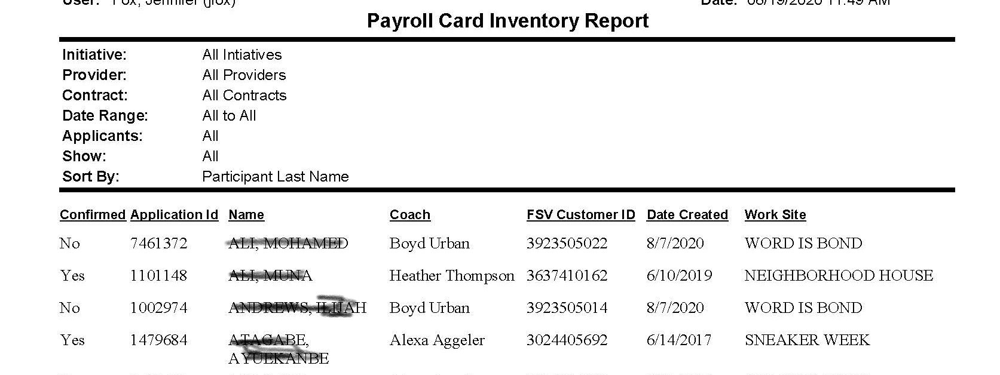 User: Fox, Jennifer (jfox) Date: 11:49 AM
Payroll Card Inventory Report
Initiative: All Intiatives
Provider: All Providers
Contract: All Contracts
Date Range: All to All
Applicants: All
Show: All
Sort By: Participant Last Name
Confirmed Application Id Name Coach FSV Customer ID Date Created Work Site
No 7461372 ALI, MOHAMED Boyd Urban 3923505022 8/7/2020 WORD IS BOND
Yes 1101148 ALI, MUNA Heather Thompson 3637410162 6/10/2019 NEIGHBORHOOD HOUSE
No 1002974 ANDREWS, ILIJAH Boyd Urban 3923505014 8/7/2020 WORD IS BOND
Yes 1479684 ATAGABE, Alexa Aggeler 3024405692 6/14/2017 SNEAKER WEEK
AYUEKANBE